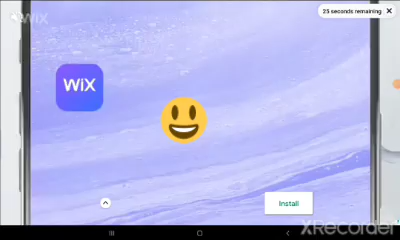 WiX
25 seconds remaining
WiX
Install
XRecorder